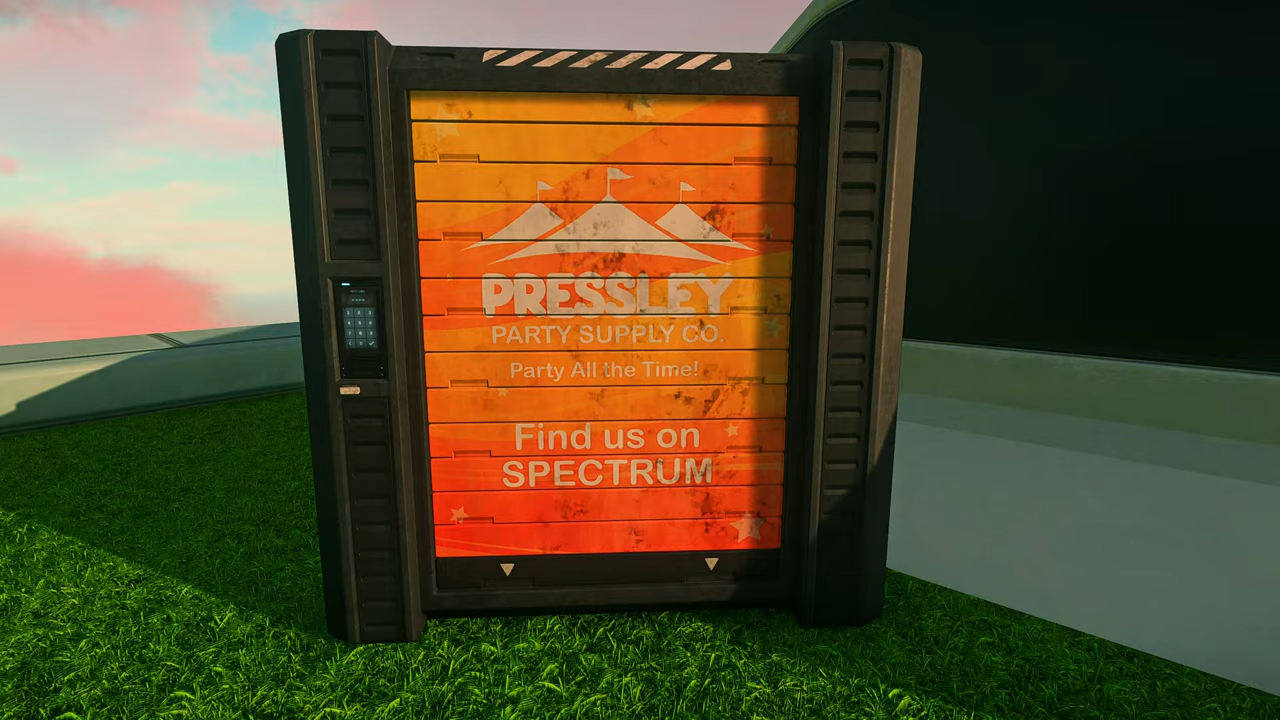 PRESSLEY
PARTY SUPPLY CO.
Party All the Time!
Find us on
SPECTRUM